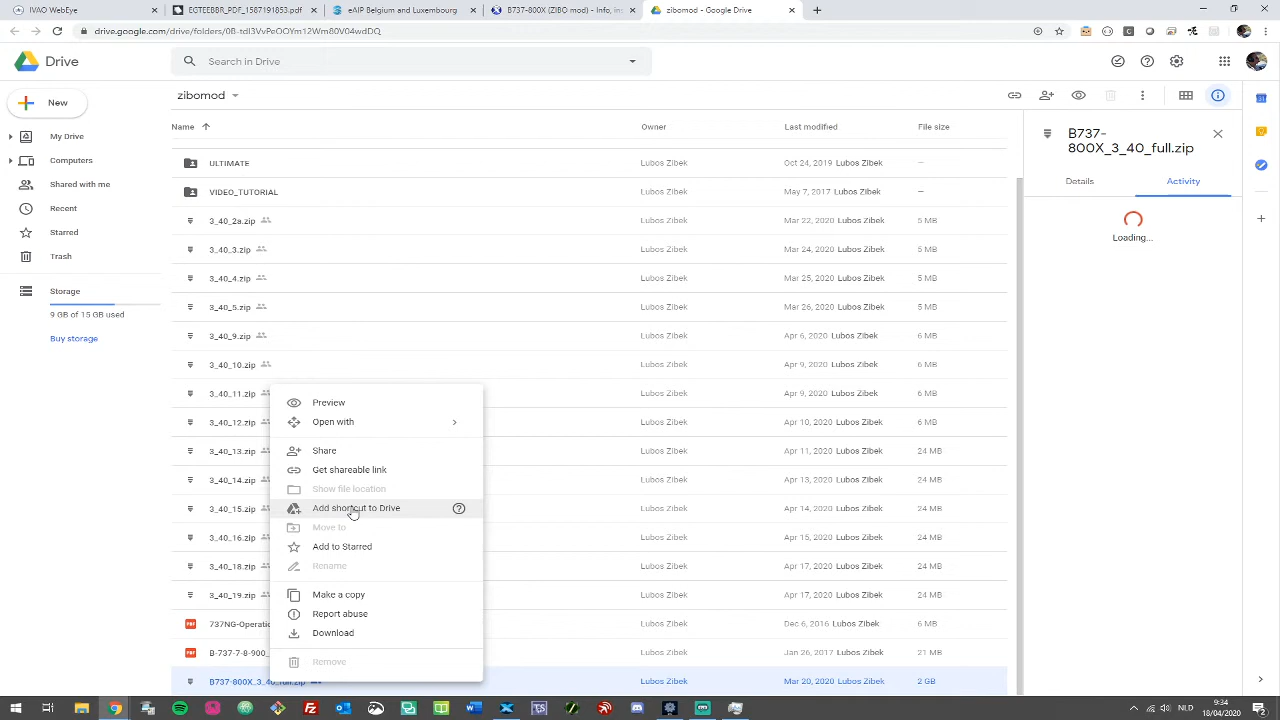 IVAO WebEye
EGTEEBBR_PDF_1587191853.pdf
eAIP Belgium and Luxembourg
B737-800X (ZIBO mod) - Info, ins
zibomod - Google Drive
Drive
Search in Drive
New
My Drive
Computers
Shared with me
Recent
Starred
Trash
Storage
9 GB of 15 GB used
Buy storage
zibomod
Name Owner Last modified File size
ULTIMATE Lubos Zibek Oct 24, 2019 Lubos Zibek —
VIDEO_TUTORIAL Lubos Zibek May 7, 2017 Lubos Zibek —
3_40_2a.zip Lubos Zibek Mar 22, 2020 Lubos Zibek 5 MB
3_40_3.zip Lubos Zibek Mar 24, 2020 Lubos Zibek 5 MB
3_40_4.zip Lubos Zibek Mar 25, 2020 Lubos Zibek 5 MB
3_40_5.zip Lubos Zibek Mar 26, 2020 Lubos Zibek 5 MB
3_40_9.zip Lubos Zibek Apr 6, 2020 Lubos Zibek 6 MB
3_40_10.zip Lubos Zibek Apr 9, 2020 Lubos Zibek 6 MB
3_40_11.zip Lubos Zibek Apr 9, 2020 Lubos Zibek 6 MB
3_40_12.zip Lubos Zibek Apr 10, 2020 Lubos Zibek 6 MB
3_40_13.zip Lubos Zibek Apr 11, 2020 Lubos Zibek 24 MB
3_40_14.zip Lubos Zibek Apr 13, 2020 Lubos Zibek 24 MB
3_40_15.zip Lubos Zibek Apr 14, 2020 Lubos Zibek 24 MB
3_40_16.zip Lubos Zibek Apr 15, 2020 Lubos Zibek 24 MB
3_40_18.zip Lubos Zibek Apr 17, 2020 Lubos Zibek 24 MB
3_40_19.zip Lubos Zibek Apr 17, 2020 Lubos Zibek 24 MB
737NG-Operatio Lubos Zibek Dec 6, 2016 Lubos Zibek 6 MB
B-737-7-8-900_ Lubos Zibek Jan 26, 2017 Lubos Zibek 21 MB
B737-800X_3_40_full.zip Lubos Zibek Mar 20, 2020 Lubos Zibek 2 GB
Preview
Open with
Share
Get shareable link
Show file location
Add shortcut to Drive
Move to
Add to Starred
Rename
Make a copy
Report abuse
Download
Remove
B737-
800X_3_40_full.zip
Details Activity
Loading...
NLD
9:34
18/04/2020